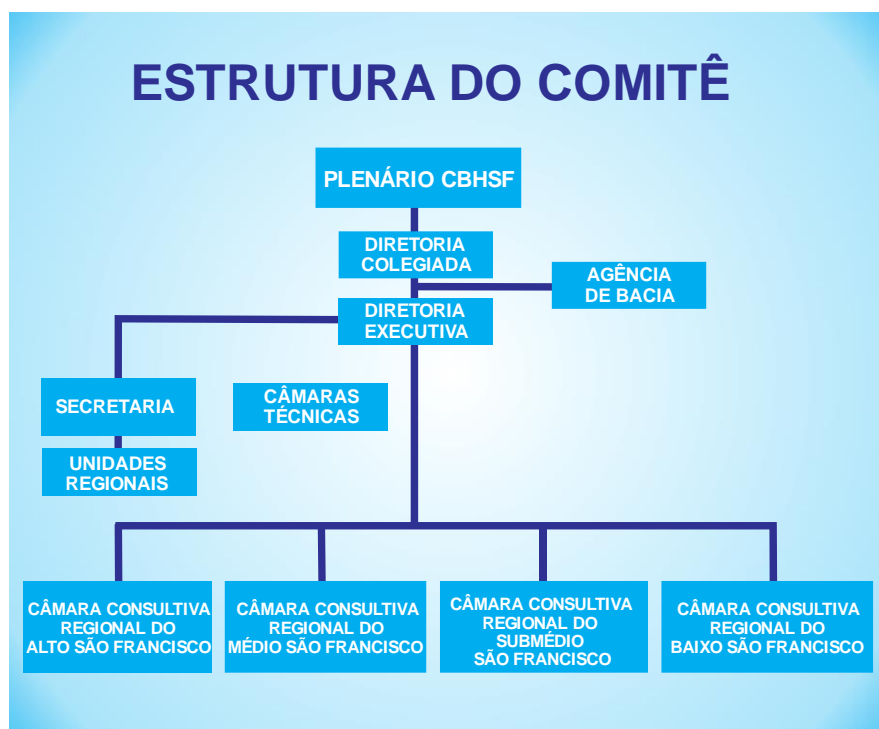 ESTRUTURA DO COMITÊ
PLENÁRIO CBHSF
DIRETORIA
COLEGIADA
AGÊNCIA
DE BACIA
DIRETORIA
EXECUTIVA
SECRETARIA
CÂMARAS
TÉCNICAS
UNIDADES
REGIONAIS
CÂMARA CONSULTIVA
REGIONAL DO
ALTO SÃO FRANCISCO
CÂMARA CONSULTIVA
REGIONAL DO
MÉDIO SÃO FRANCISCO
CÂMARA CONSULTIVA
REGIONAL DO
SUBMÉDIO
SÃO FRANCISCO
CÂMARA CONSULTIVA
REGIONAL DO
BAIXO SÃO FRANCISCO